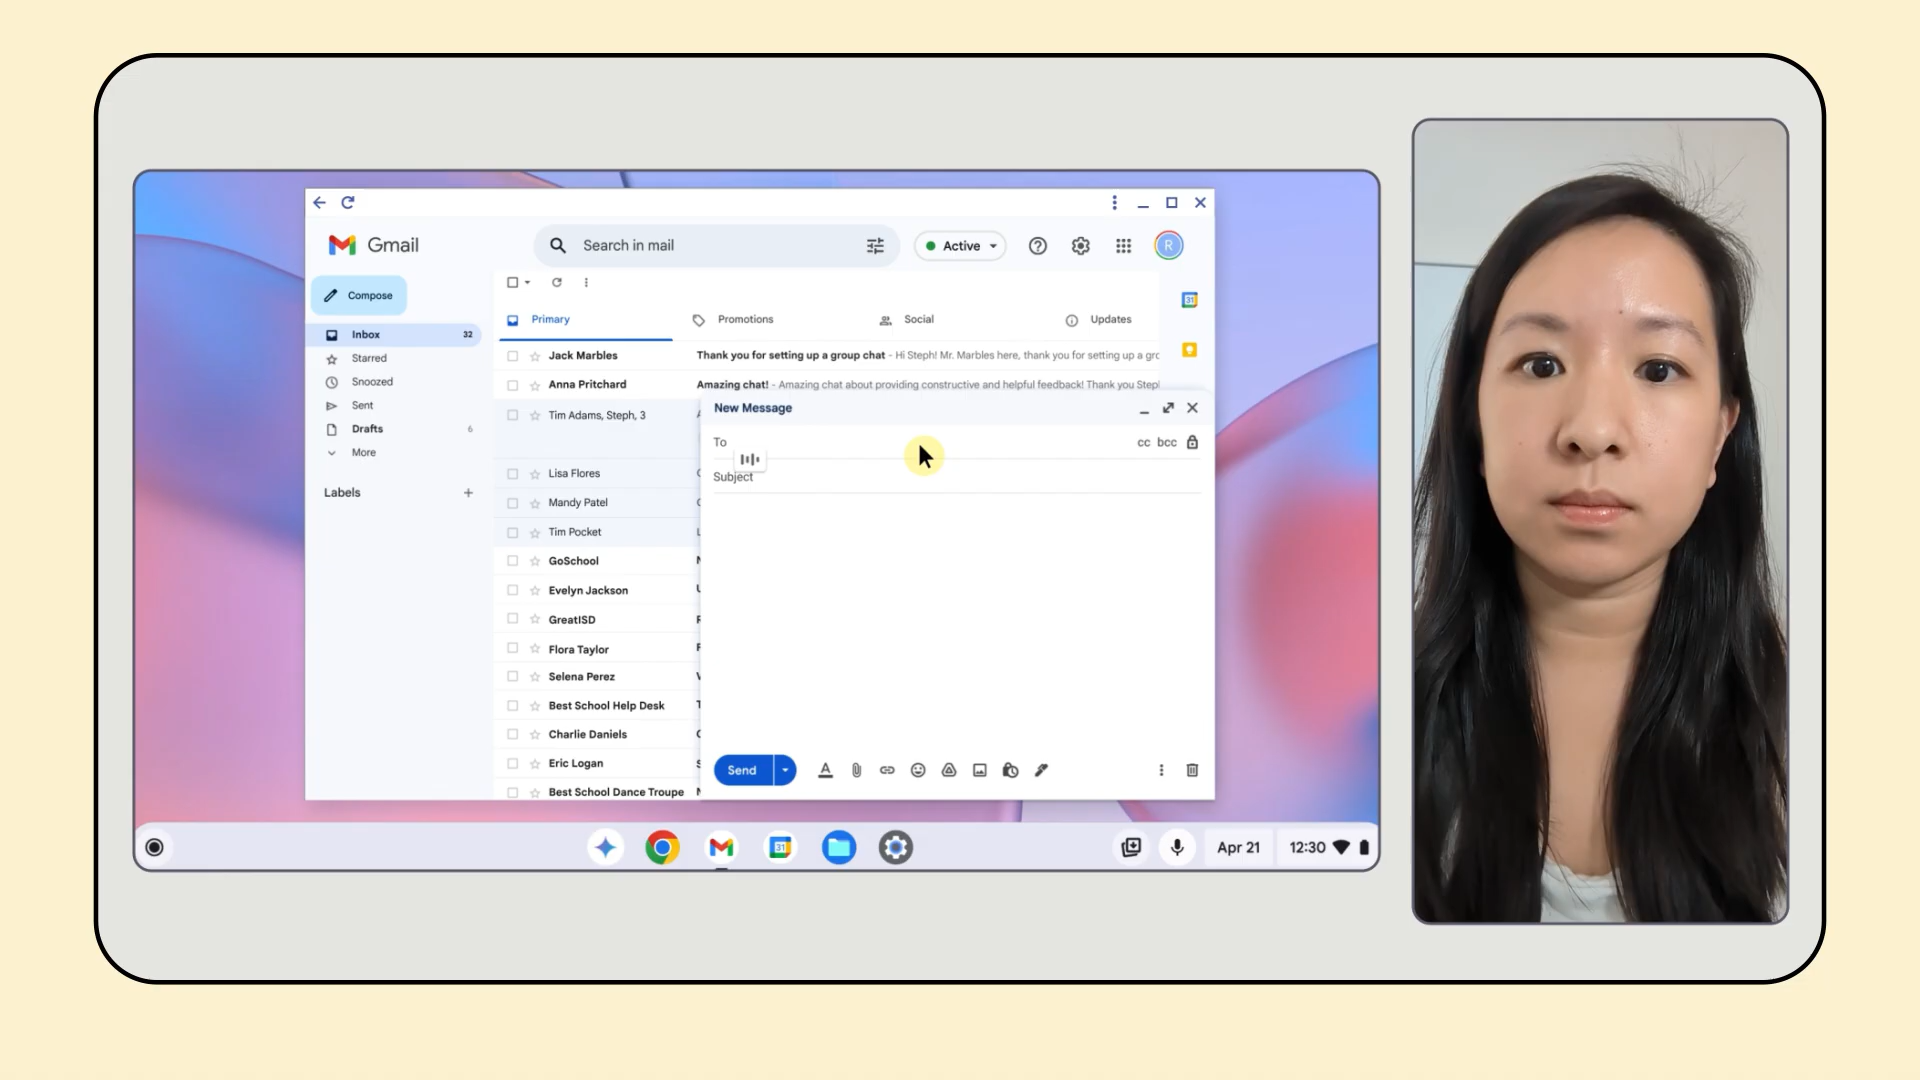 Gmail
Search in mail
Active
R
Compose
Inbox 32
Starred
Snoozed
Sent
Drafts 6
More
Labels +
Primary
Promotions
Social
Updates
31
Jack Marbles Thank you for setting up a group chat - Hi Steph! Mr. Marbles here, thank you for setting up a gro
Anna Pritchard Amazing chat! - Amazing chat about providing constructive and helpful feedback! Thank you Steph
Tim Adams, Steph, 3
Lisa Flores
Mandy Patel
Tim Pocket
GoSchool
Evelyn Jackson
GreatISD
Flora Taylor
Selena Perez
Best School Help Desk
Charlie Daniels
Eric Logan
Best School Dance Troupe
New Message
To cc bcc
Subject
Send
31
Apr 21
12:30